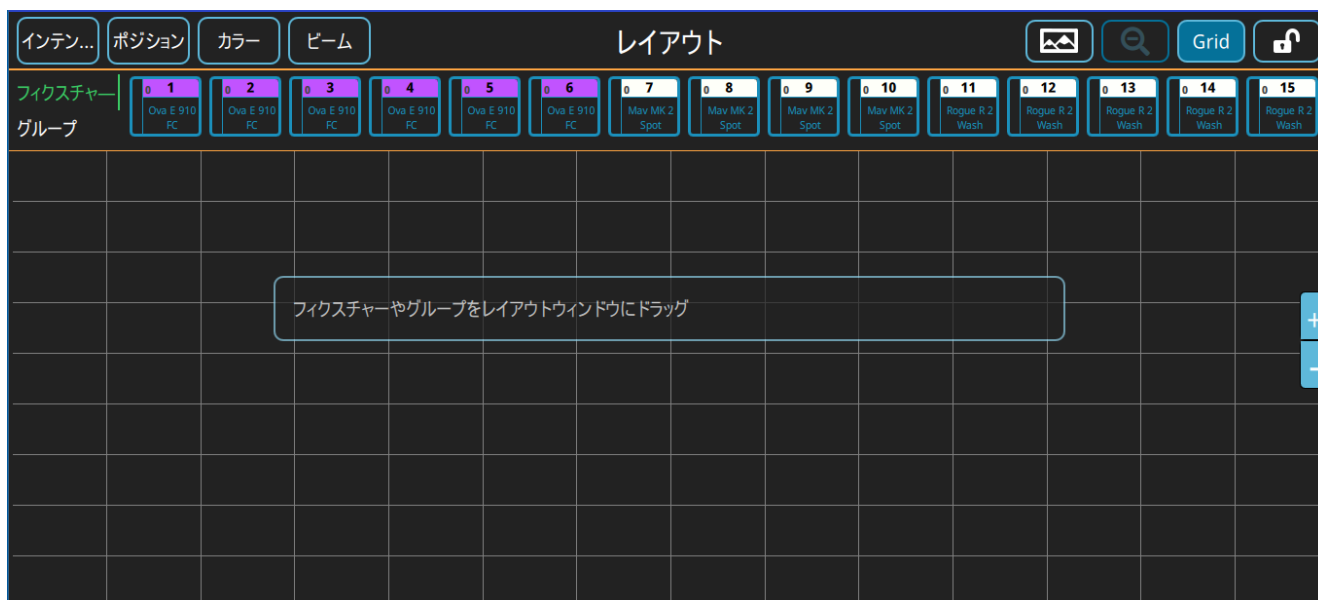 インテン... ポジション カラー ビーム レイアウト Grid
フィクスチャー
グループ
0 1 0 2 0 3 0 4 0 5 0 6 0 7 0 8 0 9 0 10 0 11 0 12 0 13 0 14 0 15
Ova E 910 FC Ova E 910 FC Ova E 910 FC Ova E 910 FC Ova E 910 FC Ova E 910 FC Mav MK 2 Spot Mav MK 2 Spot Mav MK 2 Spot Mav MK 2 Spot Rogue R 2 Wash Rogue R 2 Wash Rogue R 2 Wash Rogue R 2 Wash Rogue R 2 Wash
フィクスチャーやグループをレイアウトウィンドウにドラッグ
+
-